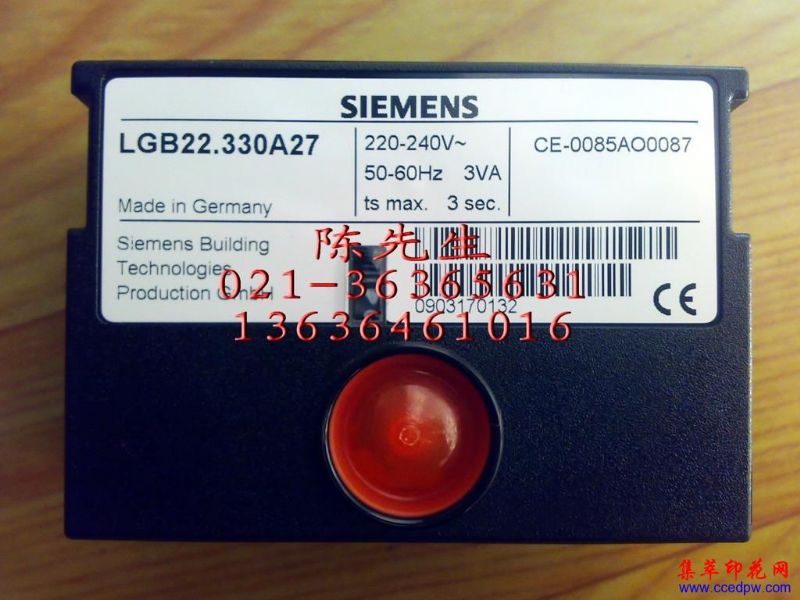 SIEMENS
LGB22.330A27
220-240V~
50-60Hz 3VA
ts max. 3 sec.
CE-0085AO0087
Made in Germany
Siemens Building
Technologies
Production GmbH
陈先生
021-36365631
13636461016
0903170132
CE
集萃印花网
www.ccedpw.com